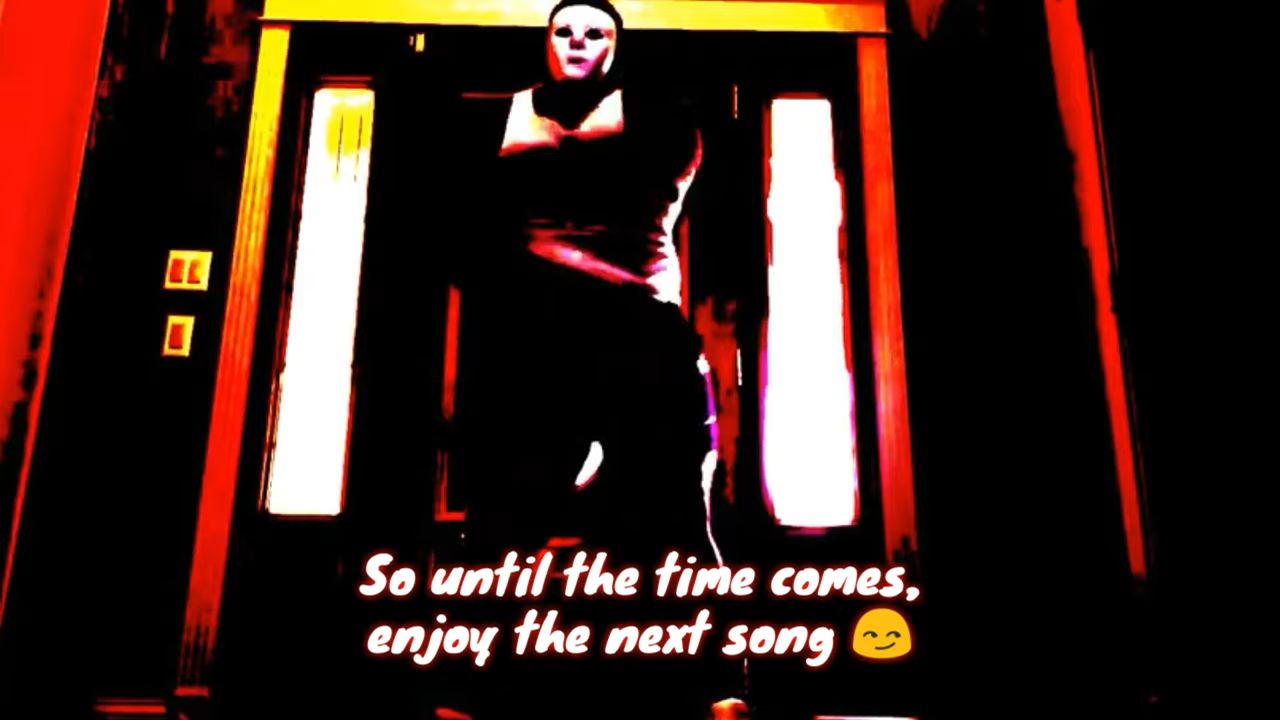 So until the time comes,
enjoy the next song 😏